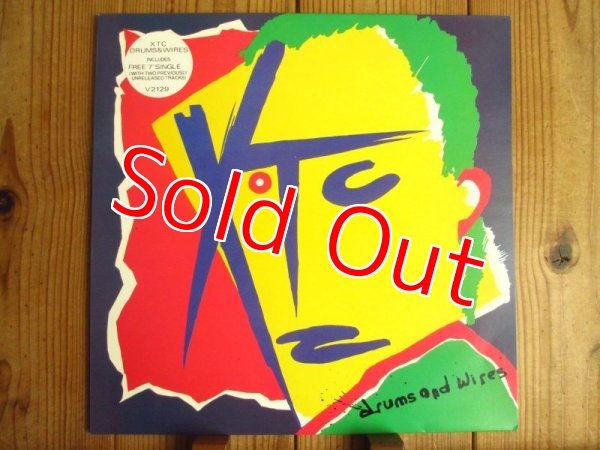 XTC
DRUMS&WIRES
INCLUDES
FREE 7" SINGLE
(WITH TWO PREVIOUSLY
UNRELEASED TRACKS)
V2129
XTC
Sold Out
drums and wires